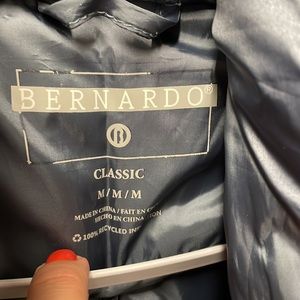 BERNARDO®
B
CLASSIC
M/M/M
MADE IN CHINA / FAIT EN
HECHO EN CHINA
100% RECYCLED